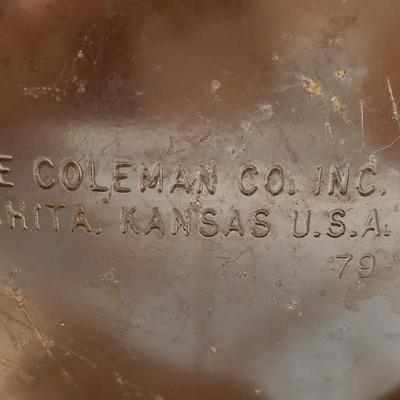 E COLEMAN CO. INC.
HITA, KANSAS U.S.A.
79